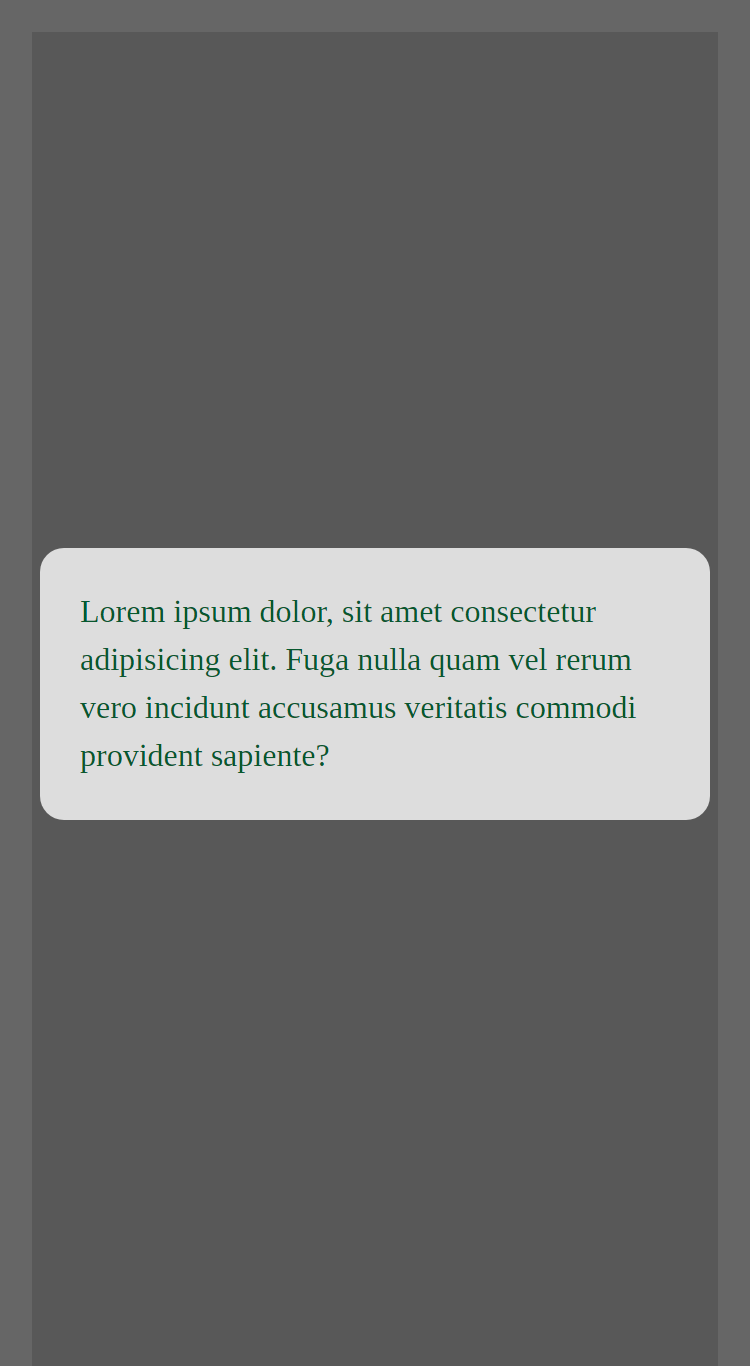 Lorem ipsum dolor, sit amet consectetur
adipisicing elit. Fuga nulla quam vel rerum
vero incidunt accusamus veritatis commodi
provident sapiente?